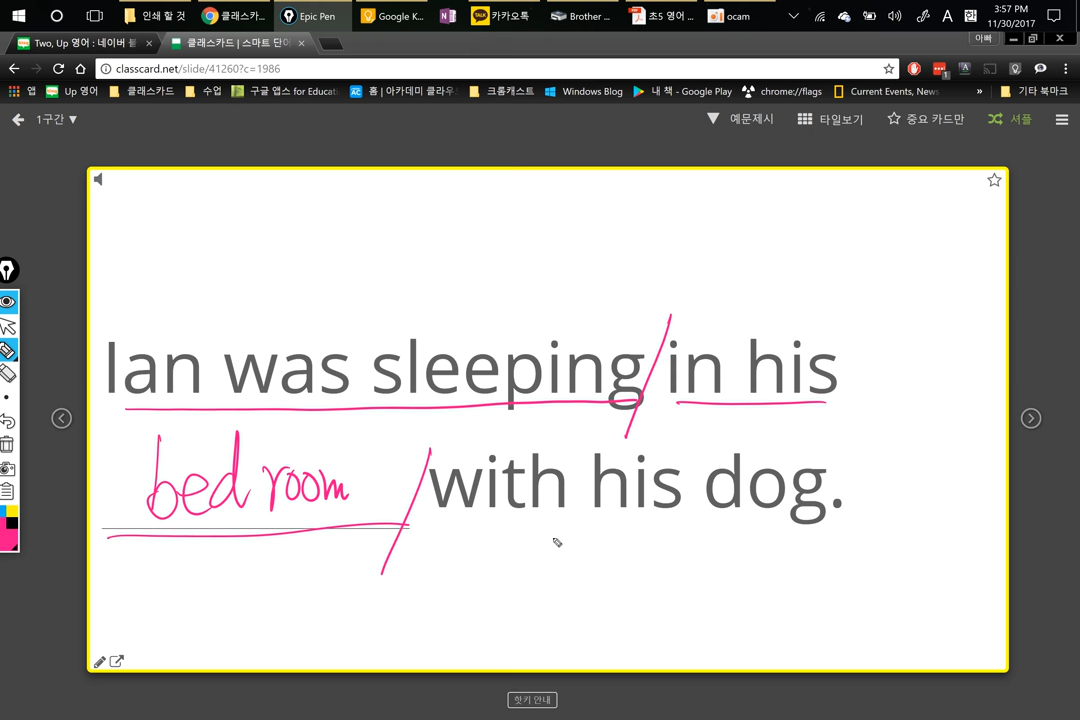 인쇄 할 것
클래스카...
Epic Pen
Google K...
카카오톡
Brother ...
초5 영어 ...
ocam
A
한
3:57 PM
11/30/2017
Two, Up 영어 : 네이버 블
클래스카드 | 스마트 단어
아빠
classcard.net/slide/41260?c=1986
앱
Up 영어
클래스카드
수업
구글 앱스 for Educati
홈 | 아카데미 클라우
크롬캐스트
Windows Blog
내 책 - Google Play
chrome://flags
Current Events, News
»
기타 북마크
1구간 ▼
▼ 예문제시
타일보기
중요 카드만
셔플
Ian was sleeping/in his
bed room /with his dog.
핫키 안내